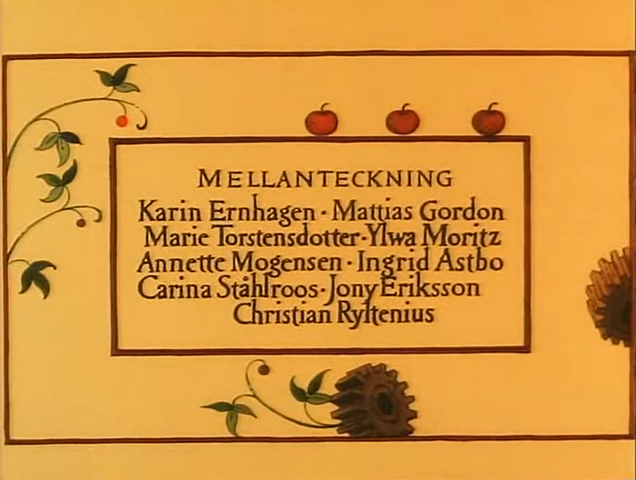 MELLANTECKNING
Karin Ernhagen · Mattias Gordon
Marie Torstensdotter · Ylwa Moritz
Annette Mogensen · Ingrid Åstbo
Carina Ståhlroos · Jony Eriksson
Christian Ryltenius